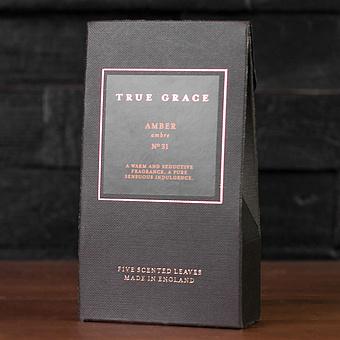 TRUE GRACE
AMBER
ambre
Nº 31
A WARM AND SEDUCTIVE
FRAGRANCE, A PURE
SENSUOUS INDULGENCE.
FIVE SCENTED LEAVES
MADE IN ENGLAND